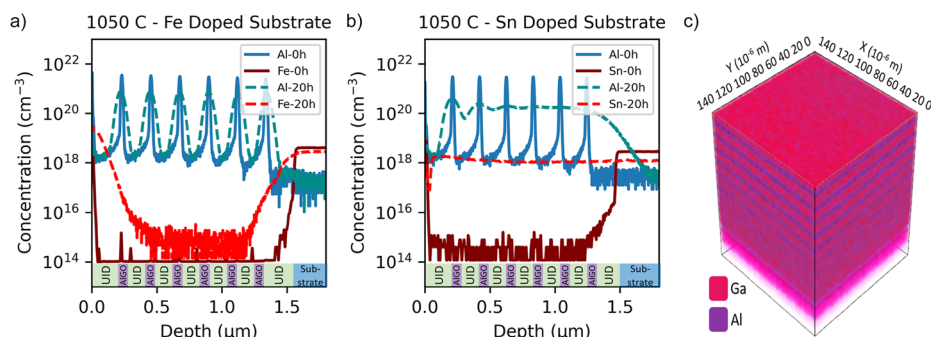 a)
1050 C - Fe Doped Substrate
Al-0h
Fe-0h
Al-20h
Fe-20h
Concentration (cm⁻³)
10²²
10²⁰
10¹⁸
10¹⁶
10¹⁴
UID
AlGO
UID
AlGO
UID
AlGO
UID
AlGO
UID
AlGO
UID
AlGO
UID
Sub-
strate
0.0 0.5 1.0 1.5
Depth (μm)
b)
1050 C - Sn Doped Substrate
Al-0h
Sn-0h
Al-20h
Sn-20h
Concentration (cm⁻³)
10²²
10²⁰
10¹⁸
10¹⁶
10¹⁴
UID
AlGO
UID
AlGO
UID
AlGO
UID
AlGO
UID
AlGO
UID
AlGO
UID
Substrate
0.0 0.5 1.0 1.5
Depth (μm)
c)
Y (10⁻⁶ m)
140 120 100 80 60 40 20 0
X (10⁻⁶ m)
140 120 100 80 60 40 20 0
Ga
Al